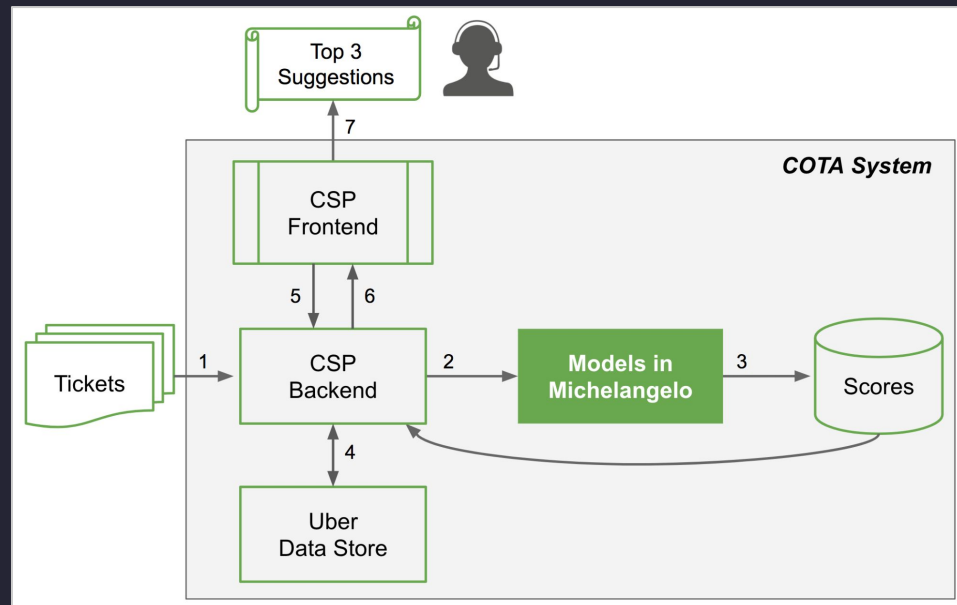 Top 3
Suggestions
7
COTA System
CSP
Frontend
5
6
Tickets
1
CSP
Backend
2
Models in
Michelangelo
3
Scores
4
Uber
Data Store